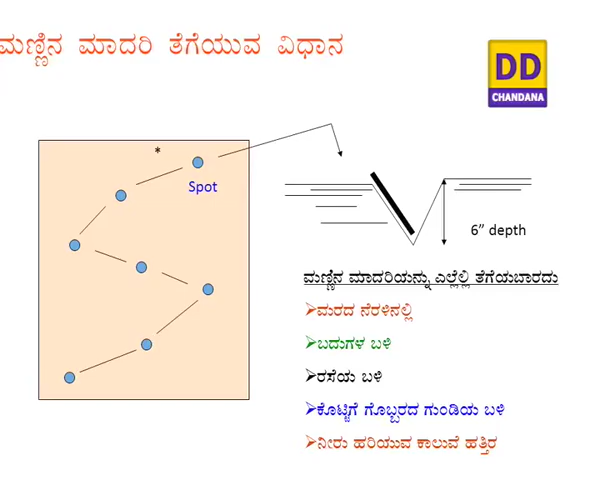 ಮಣ್ಣಿನ ಮಾದರಿ ತೆಗೆಯುವ ವಿಧಾನ
DD
CHANDANA
*
Spot
6” depth
ಮಣ್ಣಿನ ಮಾದರಿಯನ್ನು ಎಲ್ಲೆಲ್ಲಿ ತೆಗೆಯಬಾರದು
➢ಮರದ ನೆರಳಿನಲ್ಲಿ
➢ಬದುಗಳ ಬಳಿ
➢ರಸೆಯ ಬಳಿ
➢ಕೊಟ್ಟಿಗೆ ಗೊಬ್ಬರದ ಗುಂಡಿಯ ಬಳಿ
➢ನೀರು ಹರಿಯುವ ಕಾಲುವೆ ಹತ್ತಿರ